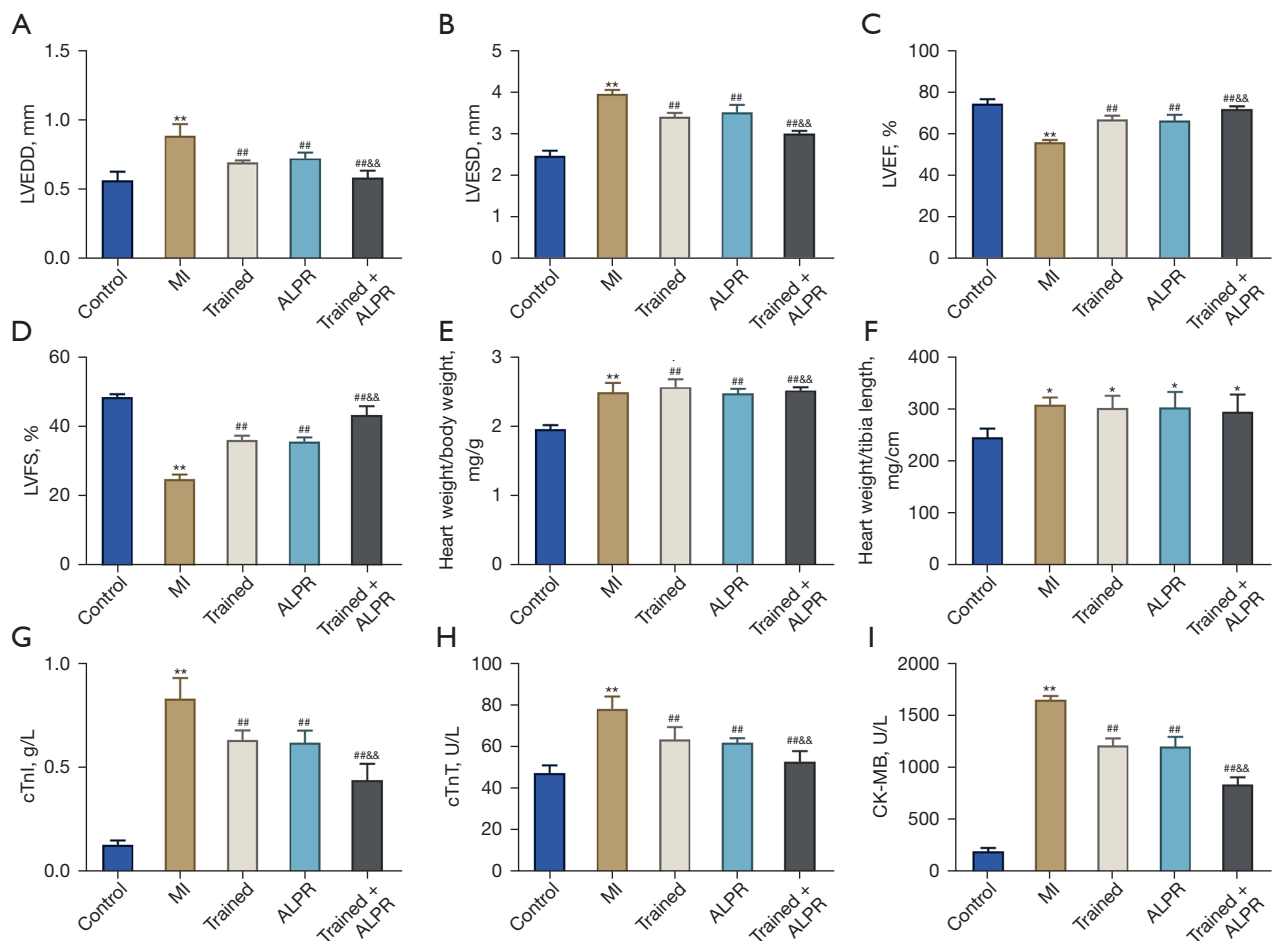 A
LVEDD, mm
1.5
1.0
0.5
0.0
**
##
##
##&&
Control
MI
Trained
ALPR
Trained +
ALPR
B
LVESD, mm
5
4
3
2
1
0
**
##
##
##&&
Control
MI
Trained
ALPR
Trained +
ALPR
C
LVEF, %
100
80
60
40
20
0
**
##
##
##&&
Control
MI
Trained
ALPR
Trained +
ALPR
D
LVFS, %
60
40
20
0
**
##
##
##&&
Control
MI
Trained
ALPR
Trained +
ALPR
E
Heart weight/body weight,
mg/g
3
2
1
0
**
##
##
##&&
Control
MI
Trained
ALPR
Trained +
ALPR
F
Heart weight/tibia length,
mg/cm
400
300
200
100
0
*
*
*
*
Control
MI
Trained
ALPR
Trained +
ALPR
G
cTnI, g/L
1.0
0.5
0.0
**
##
##
##&&
Control
MI
Trained
ALPR
Trained +
ALPR
H
cTnT, U/L
100
80
60
40
20
0
**
##
##
##&&
Control
MI
Trained
ALPR
Trained +
ALPR
I
CK-MB, U/L
2000
1500
1000
500
0
**
##
##
##&&
Control
MI
Trained
ALPR
Trained +
ALPR